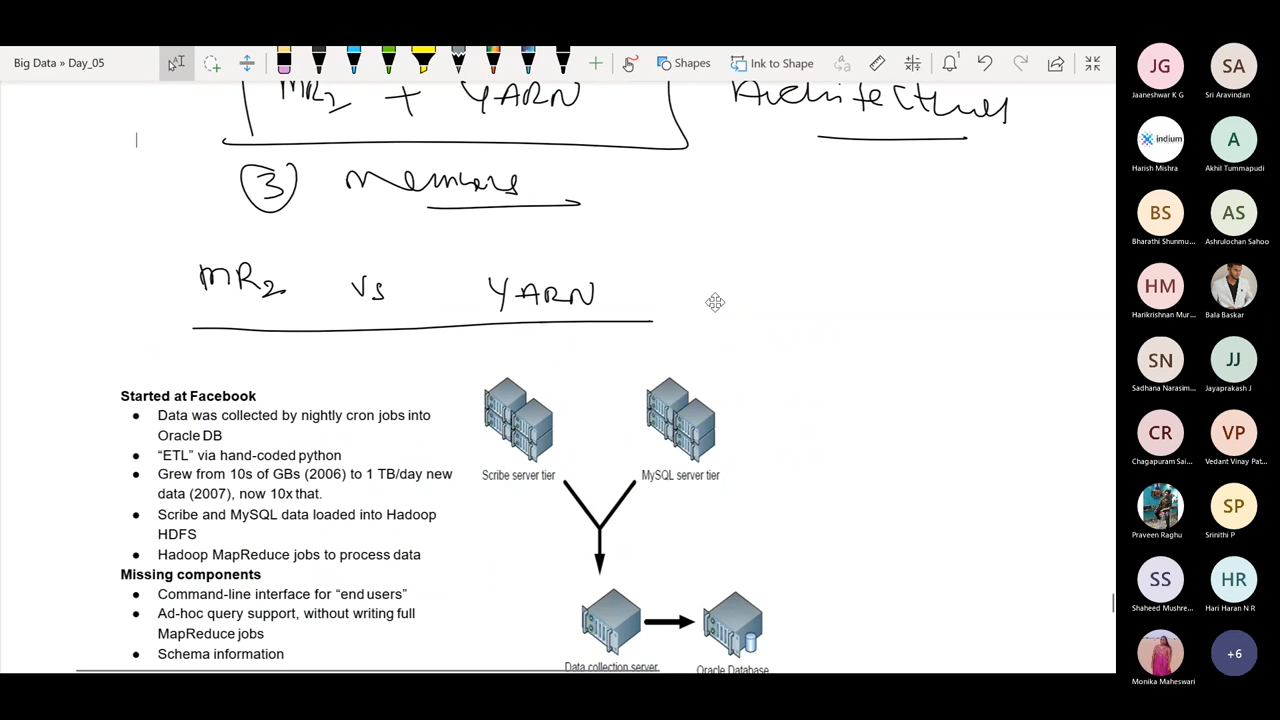 Big Data » Day_05
Shapes
Ink to Shape
1
MR2 + YARN
Architecture
3 members
MR2 vs YARN
Started at Facebook
● Data was collected by nightly cron jobs into
Oracle DB
● “ETL” via hand-coded python
● Grew from 10s of GBs (2006) to 1 TB/day new
data (2007), now 10x that.
● Scribe and MySQL data loaded into Hadoop
HDFS
● Hadoop MapReduce jobs to process data
Missing components
● Command-line interface for “end users”
● Ad-hoc query support, without writing full
MapReduce jobs
● Schema information
Scribe server tier
MySQL server tier
Data collection server
Oracle Database
JG
Jaaneshwar K G
SA
Sri Aravindan
indium
Harish Mishra
A
Akhil Tummapudi
BS
Bharathi Shunmu...
AS
Ashrulochan Sahoo
HM
Harikrishnan Mur...
Bala Baskar
SN
Sadhana Narasim...
JJ
Jayaprakash J
CR
Chagapuram Sai...
VP
Vedant Vinay Pat...
Praveen Raghu
SP
Srinithi P
SS
Shaheed Mushre...
HR
Hari Haran N R
Monika Maheswari
+6